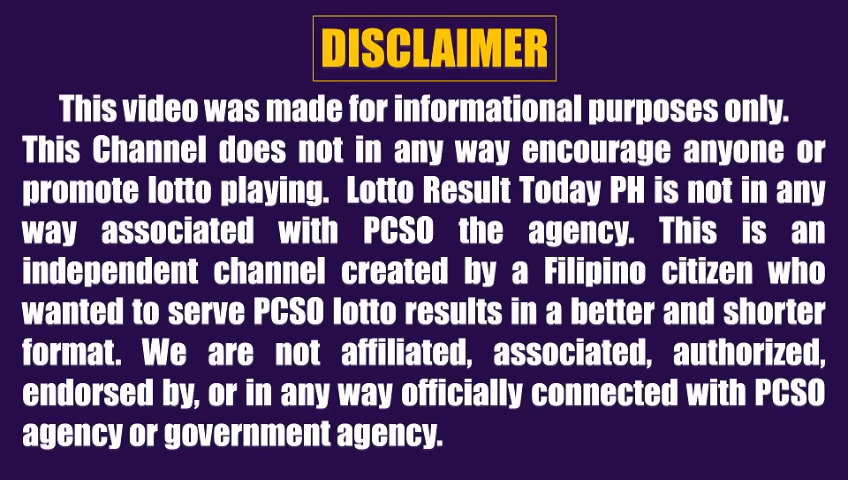 DISCLAIMER
This video was made for informational purposes only.
This Channel does not in any way encourage anyone or
promote lotto playing. Lotto Result Today PH is not in any
way associated with PCSO the agency. This is an
independent channel created by a Filipino citizen who
wanted to serve PCSO lotto results in a better and shorter
format. We are not affiliated, associated, authorized,
endorsed by, or in any way officially connected with PCSO
agency or government agency.